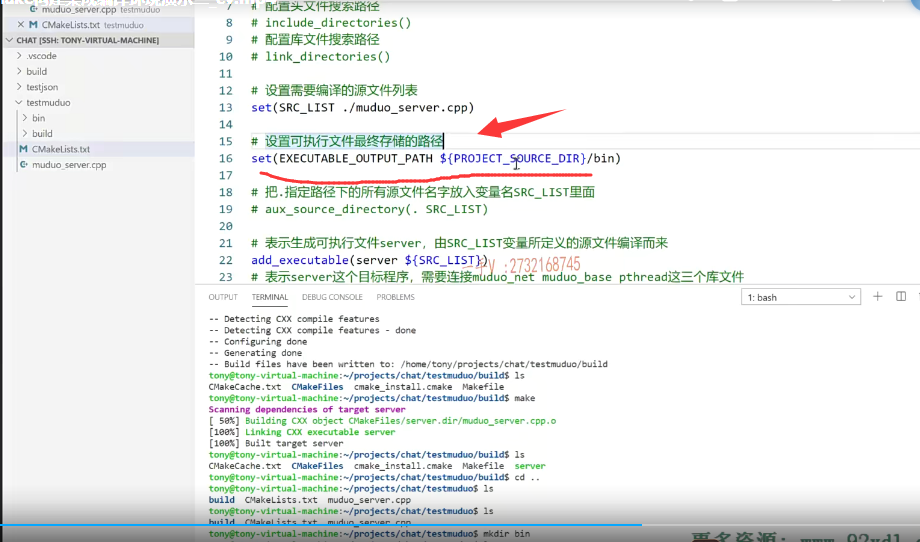 muduo_server.cpp testmuduo
CMakeLists.txt testmuduo
CHAT [SSH: TONY-VIRTUAL-MACHINE]
.vscode
build
testjson
testmuduo
bin
build
CMakeLists.txt
muduo_server.cpp
7 # 配置头文件搜索路径
8 # include_directories()
9 # 配置库文件搜索路径
10 # link_directories()
11
12 # 设置需要编译的源文件列表
13 set(SRC_LIST ./muduo_server.cpp)
14
15 # 设置可执行文件最终存储的路径
16 set(EXECUTABLE_OUTPUT_PATH ${PROJECT_SOURCE_DIR}/bin)
17
18 # 把.指定路径下的所有源文件名字放入变量名SRC_LIST里面
19 # aux_source_directory(. SRC_LIST)
20
21 # 表示生成可执行文件server，由SRC_LIST变量所定义的源文件编译而来
22 add_executable(server ${SRC_LIST})
:2732168745
23 # 表示server这个目标程序，需要连接muduo_net muduo_base pthread这三个库文件
OUTPUT TERMINAL DEBUG CONSOLE PROBLEMS 1: bash
-- Detecting CXX compile features
-- Detecting CXX compile features - done
-- Configuring done
-- Generating done
-- Build files have been written to: /home/tony/projects/chat/testmuduo/build
tony@tony-virtual-machine:~/projects/chat/testmuduo/build$ ls
CMakeCache.txt CMakeFiles cmake_install.cmake Makefile
tony@tony-virtual-machine:~/projects/chat/testmuduo/build$ make
Scanning dependencies of target server
[ 50%] Building CXX object CMakeFiles/server.dir/muduo_server.cpp.o
[100%] Linking CXX executable server
[100%] Built target server
tony@tony-virtual-machine:~/projects/chat/testmuduo/build$ ls
CMakeCache.txt CMakeFiles cmake_install.cmake Makefile server
tony@tony-virtual-machine:~/projects/chat/testmuduo/build$ cd ..
tony@tony-virtual-machine:~/projects/chat/testmuduo$ ls
build CMakeLists.txt muduo_server.cpp
tony@tony-virtual-machine:~/projects/chat/testmuduo$ ls
build CMakeLists.txt muduo_server.cpp
tony@tony-virtual-machine:~/projects/chat/testmuduo$ mkdir bin